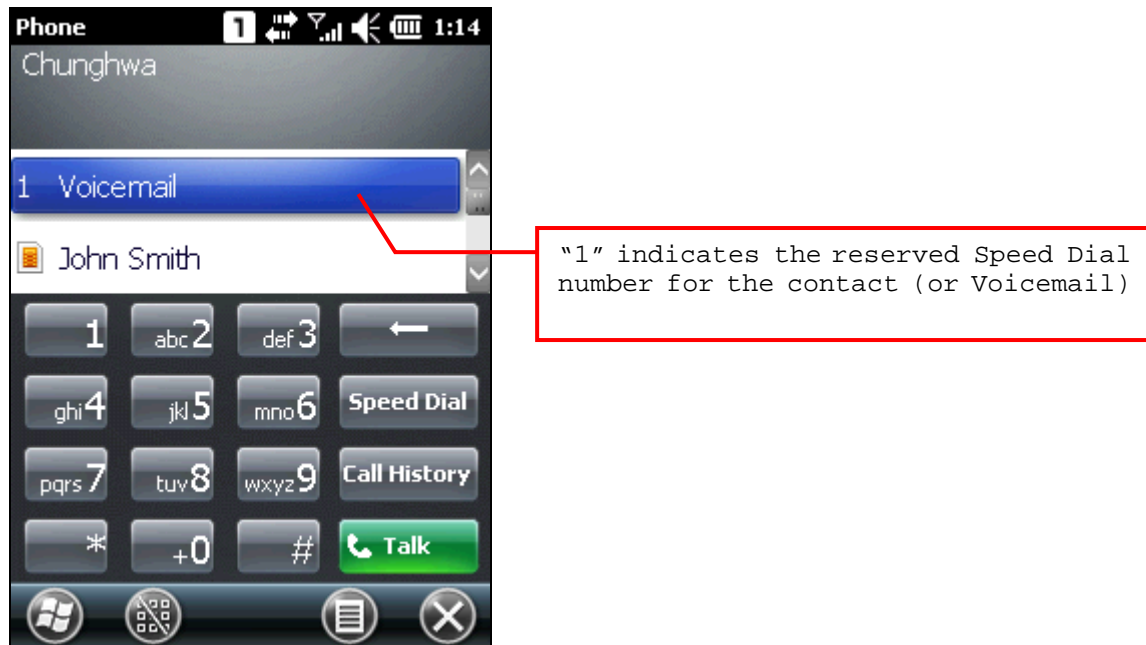 Phone 1 1:14
Chunghwa
1 Voicemail
John Smith
"1" indicates the reserved Speed Dial
number for the contact (or Voicemail)
1 abc2 def3
ghi4 jkl5 mno6 Speed Dial
pqrs7 tuv8 wxyz9 Call History
* +0 # Talk